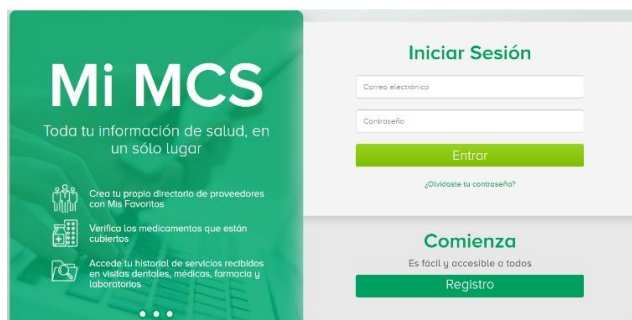 Mi MCS
Toda tu información de salud, en
un sólo lugar
Crea tu propio directorio de proveedores
con Mis Favoritos
Verifica los medicamentos que están
cubiertos
Accede tu historial de servicios recibidos
en visitas dentales, médicas, farmacia y
laboratorios
Iniciar Sesión
Correo electrónico
Contraseña
Entrar
¿Olvidaste tu contraseña?
Comienza
Es fácil y accesible a todos
Registro